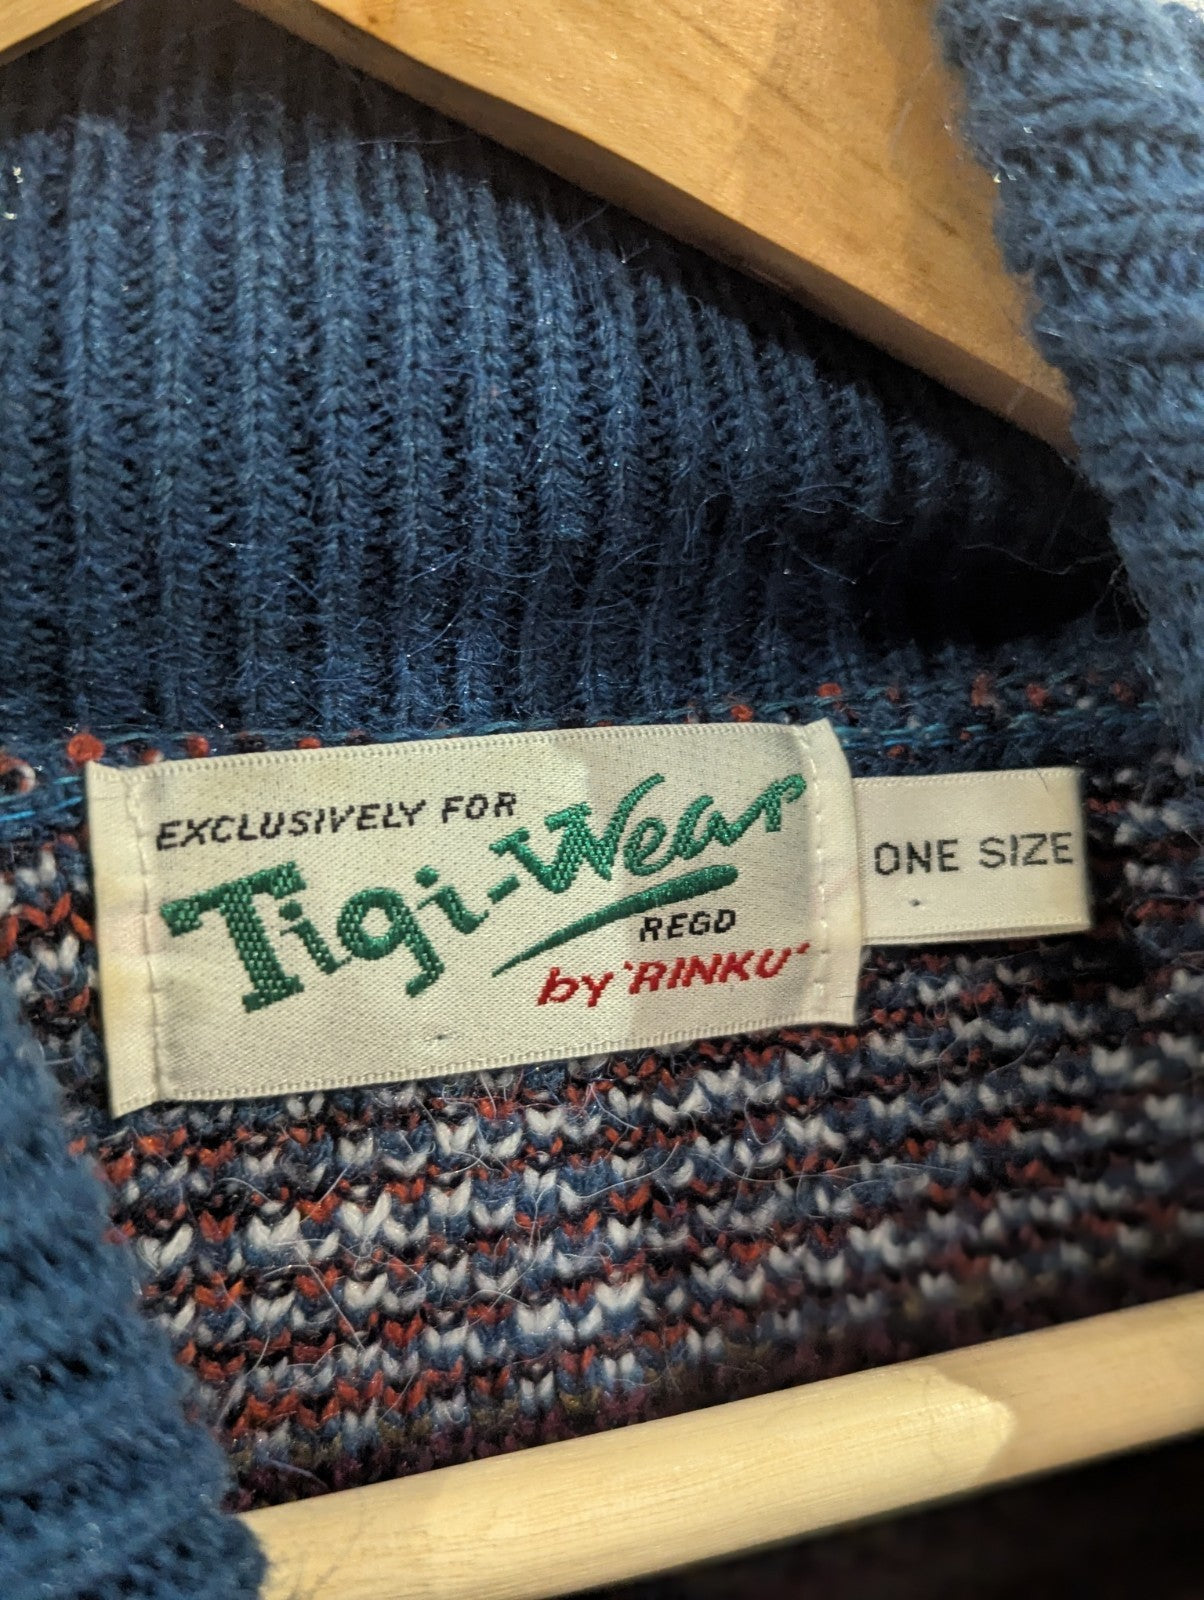 EXCLUSIVELY FOR
Tigi-Wear
REGD
by 'RINKU'
ONE SIZE